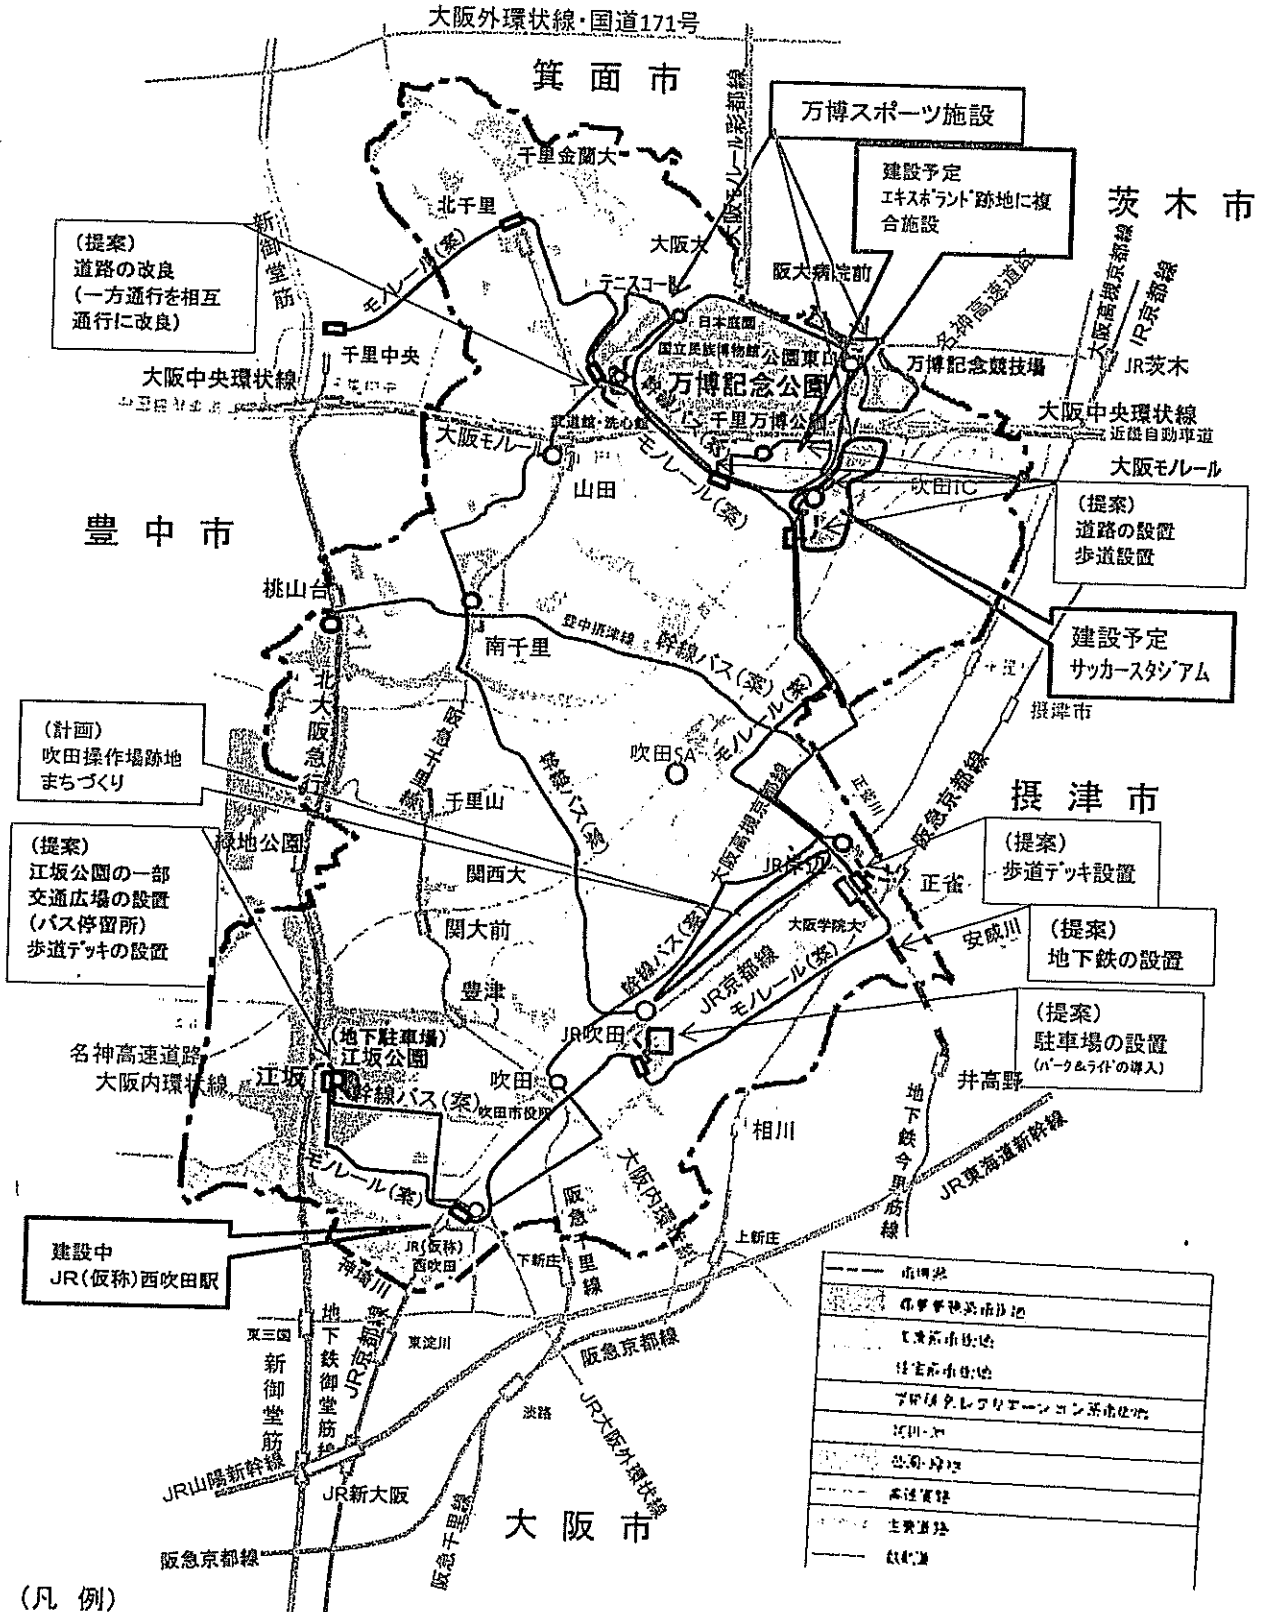 大阪外環状線・国道171号
箕面市
万博スポーツ施設
建設予定
エキスポランド跡地に複
合施設
茨木市
大阪モノレール彩都線
千里金蘭大
北千里
大阪大
阪大病院前
名神高速道路
大阪高槻京都線
JR京都線
(提案)
道路の改良
(一方通行を相互
通行に改良)
新御堂筋
モノレール(案)
テニスコート
日本庭園
国立民族博物館
公園東口
万博記念競技場
JR茨木
千里中央
万博記念公園
大阪中央環状線
大阪中央環状線
近畿自動車道
武道館・洗心館
千里万博公園
大阪モノレール
モノレール(案)
大阪モノレール
山田
吹田IC
(提案)
道路の設置
歩道設置
豊中市
桃山台
南千里
豊中摂津線
幹線バス(案)
建設予定
サッカースタジアム
摂津市
北大阪急行
阪急千里線
モノレール(案)
吹田SA
(計画)
吹田操作場跡地
まちづくり
幹線バス(案)
千里山
大阪高槻京都線
正雀川
阪急京都線
摂津市
緑地公園
(提案)
江坂公園の一部
交通広場の設置
(バス停留所)
歩道デッキの設置
関西大
JR岸辺
(提案)
歩道デッキ設置
正雀
関大前
大阪学院大
安威川
(提案)
地下鉄の設置
幹線バス(案)
JR京都線
モノレール(案)
豊津
JR吹田
(提案)
駐車場の設置
(パーク&ライドの導入)
(地下駐車場)
江坂公園
名神高速道路
大阪内環状線
江坂
吹田
井高野
幹線バス(案)
吹田市役所
相川
地下鉄今里筋線
JR東海道新幹線
モノレール(案)
大阪内環状線
阪急千里線
建設中
JR(仮称)西吹田駅
JR(仮称)
西吹田
下新庄
上新庄
神崎川
東三国
地下鉄御堂筋線
JR京都線
東淀川
阪急京都線
新御堂筋
淡路
JR大阪外環状線
JR山陽新幹線
JR新大阪
大阪市
阪急千里線
阪急京都線
高速道路
主要道路
(凡 例)